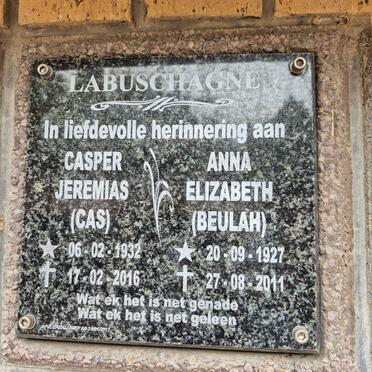 LABUSCHAGNE
In liefdevolle herinnering aan
CASPER
JEREMIAS
(CAS)
06 - 02 - 1932
17 - 02 - 2016
ANNA
ELIZABETH
(BEULAH)
20 - 09 - 1927
27 - 08 - 2011
Wat ek het is net genade
Wat ek het is net geleen